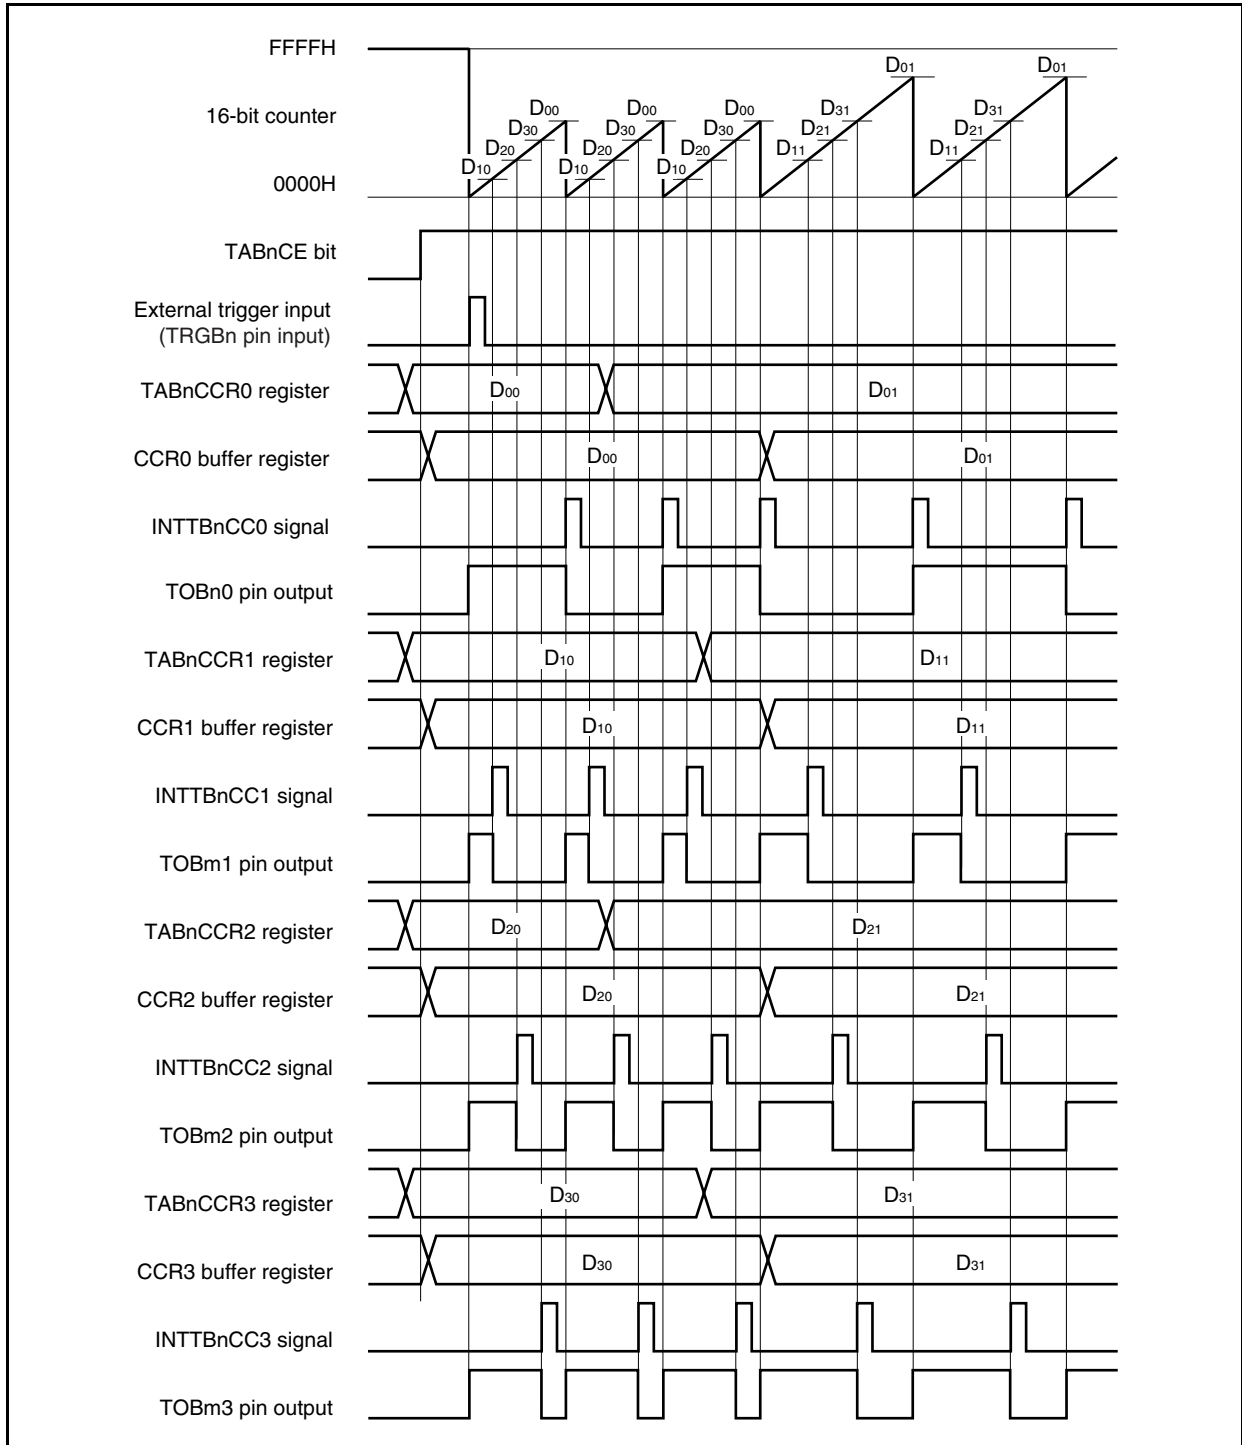 FFFFH
D01 D01
16-bit counter
D00 D00 D00 D31 D31
D30 D30 D30 D21 D21
D20 D20 D20 D11 D11
D10 D10 D10
0000H
TABnCE bit
External trigger input
(TRGBn pin input)
TABnCCR0 register D00 D01
CCR0 buffer register D00 D01
INTTBnCC0 signal
TOBn0 pin output
TABnCCR1 register D10 D11
CCR1 buffer register D10 D11
INTTBnCC1 signal
TOBm1 pin output
TABnCCR2 register D20 D21
CCR2 buffer register D20 D21
INTTBnCC2 signal
TOBm2 pin output
TABnCCR3 register D30 D31
CCR3 buffer register D30 D31
INTTBnCC3 signal
TOBm3 pin output